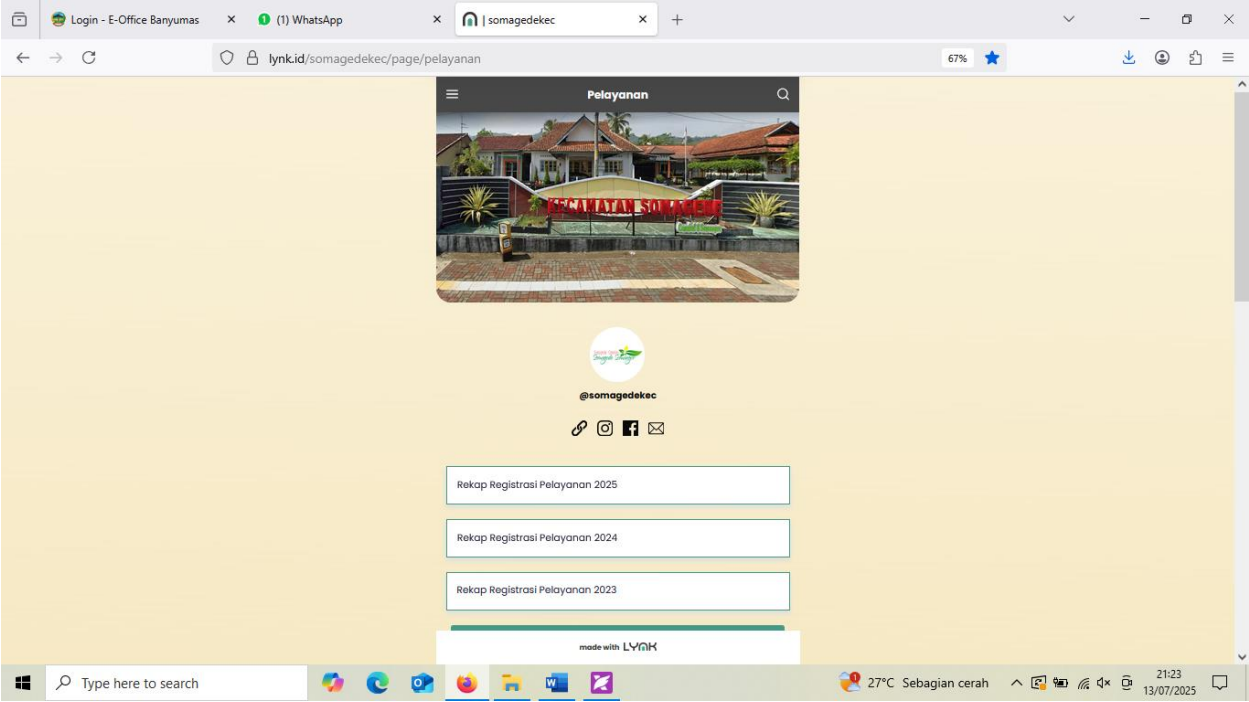 Login - E-Office Banyumas
(1) WhatsApp
| somagedekec
lynk.id/somagedekec/page/pelayanan
67%
Pelayanan
KECAMATAN
@somagedekec
Rekap Registrasi Pelayanan 2025
Rekap Registrasi Pelayanan 2024
Rekap Registrasi Pelayanan 2023
made with LYNK
Type here to search
27°C Sebagian cerah
21:23
13/07/2025